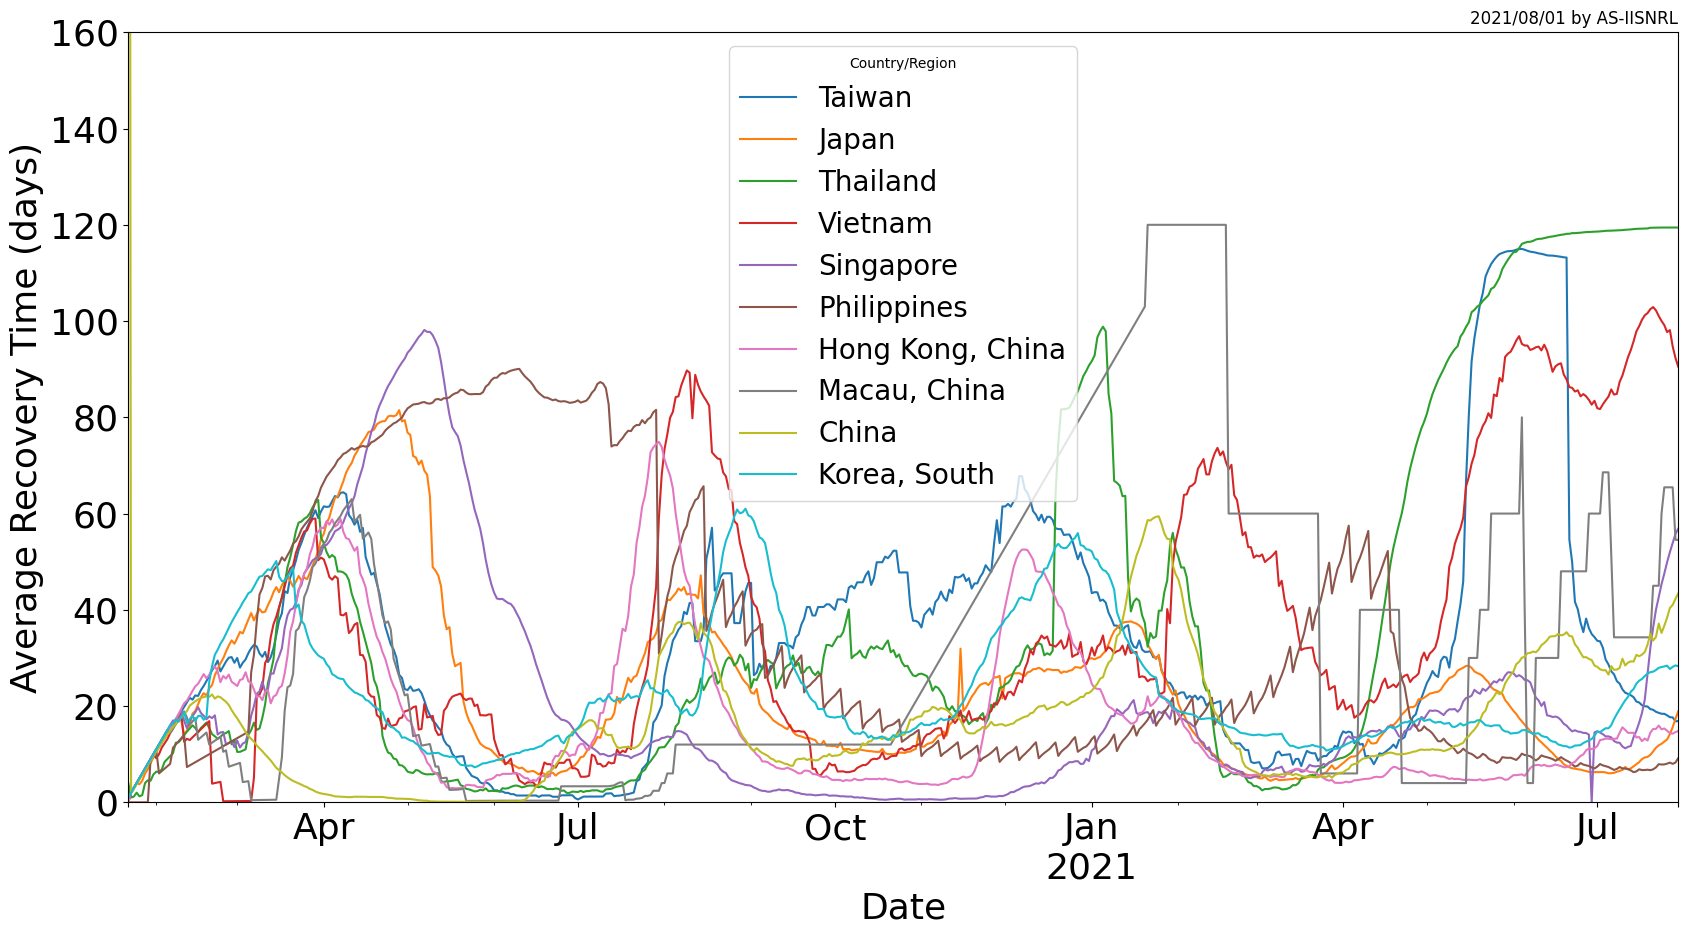 2021/08/01 by AS-IISNRL
160
140
120
100
80
60
40
20
0
Average Recovery Time (days)
Country/Region
Taiwan
Japan
Thailand
Vietnam
Singapore
Philippines
Hong Kong, China
Macau, China
China
Korea, South
Apr
Jul
Oct
Jan
2021
Apr
Jul
Date